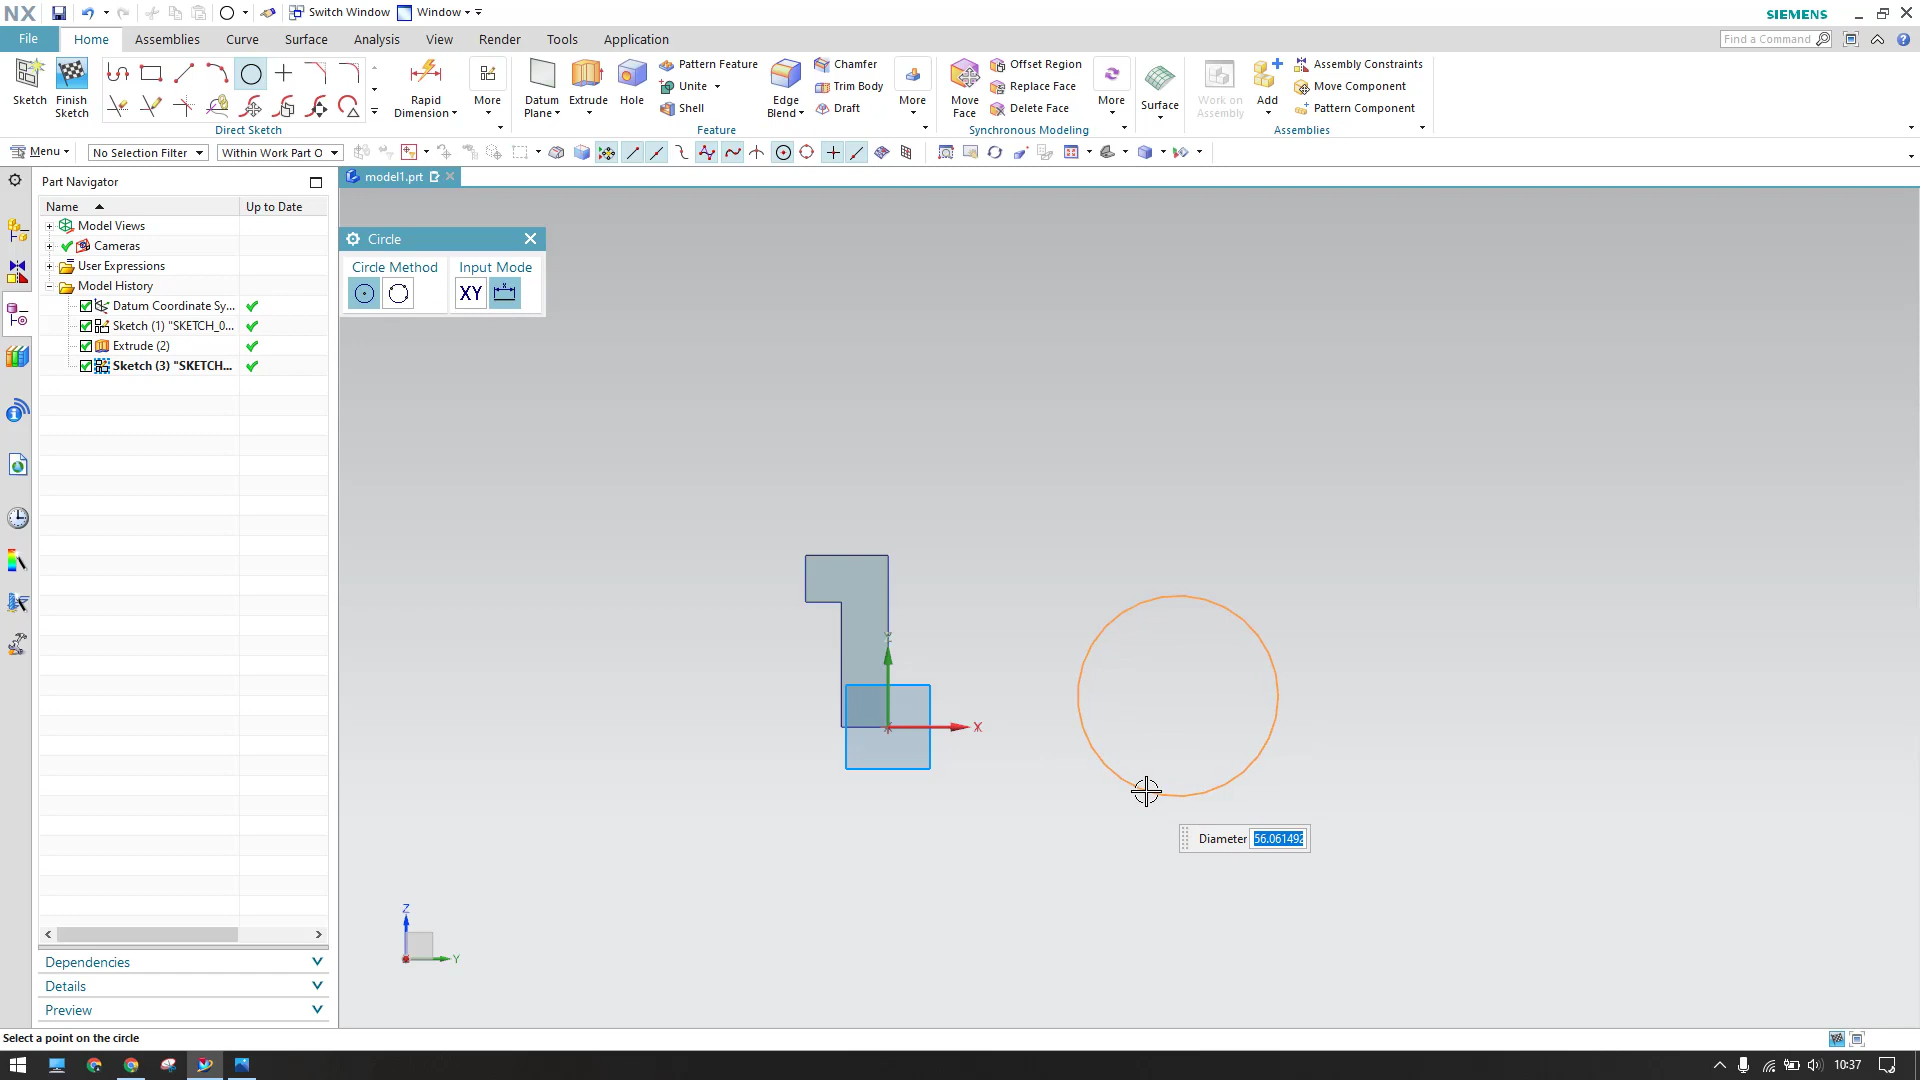 NX
Switch Window
Window
SIEMENS
File
Home
Assemblies
Curve
Surface
Analysis
View
Render
Tools
Application
Find a Command
Sketch
Finish
Sketch
Rapid
Dimension
More
Direct Sketch
Datum
Plane
Extrude
Hole
Pattern Feature
Unite
Shell
Edge
Blend
Chamfer
Trim Body
Draft
More
Feature
Move
Face
Offset Region
Replace Face
Delete Face
More
Synchronous Modeling
Surface
Work on
Assembly
Add
Assembly Constraints
Move Component
Pattern Component
Assemblies
Menu
No Selection Filter
Within Work Part O
Part Navigator
model1.prt
Name
Up to Date
Model Views
Cameras
User Expressions
Model History
Datum Coordinate Sy...
Sketch (1) "SKETCH_0...
Extrude (2)
Sketch (3) "SKETCH...
Circle
Circle Method
Input Mode
XY
Y
X
Diameter 56.061492
Z
Y
Dependencies
Details
Preview
Select a point on the circle
10:37